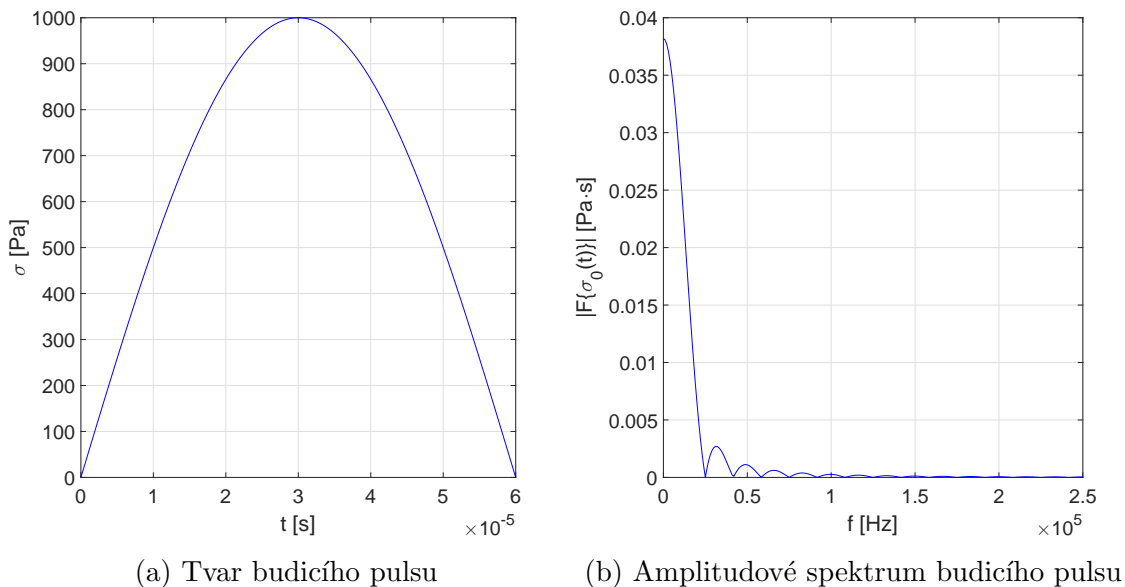 1000
900
800
700
600
500
400
300
200
100
0
σ [Pa]
0 1 2 3 4 5 6
t [s]
×10⁻⁵
(a) Tvar budicího pulsu
0.04
0.035
0.03
0.025
0.02
0.015
0.01
0.005
0
|F{σ₀(t)}| [Pa·s]
0 0.5 1 1.5 2 2.5
f [Hz]
×10⁵
(b) Amplitudové spektrum budicího pulsu